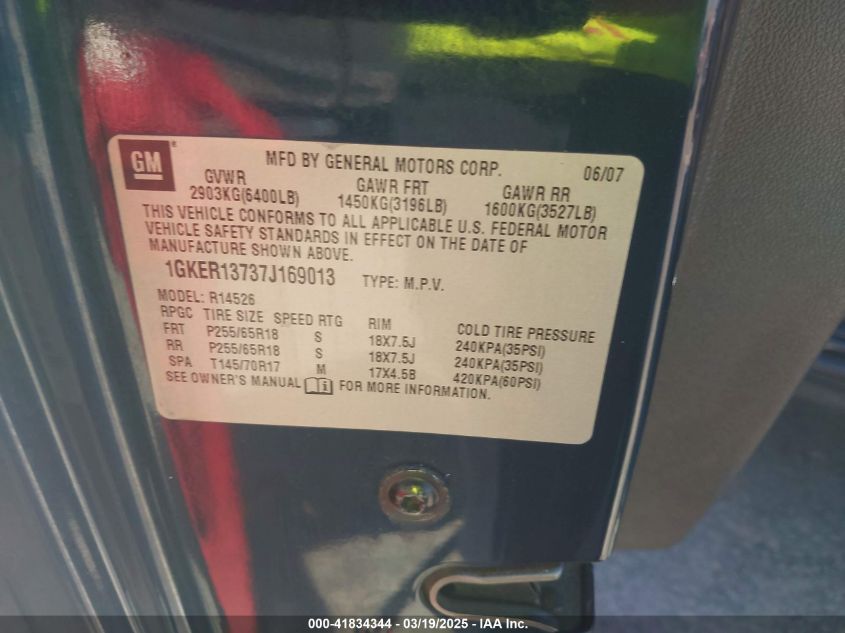 GM®
MFD BY GENERAL MOTORS CORP. 06/07
GVWR GAWR FRT GAWR RR
2903KG(6400LB) 1450KG(3196LB) 1600KG(3527LB)
THIS VEHICLE CONFORMS TO ALL APPLICABLE U.S. FEDERAL MOTOR
VEHICLE SAFETY STANDARDS IN EFFECT ON THE DATE OF
MANUFACTURE SHOWN ABOVE.
1GKER13737J169013 TYPE: M.P.V.
MODEL: R14526
RPGC TIRE SIZE SPEED RTG RIM COLD TIRE PRESSURE
FRT P255/65R18 S 18X7.5J 240KPA(35PSI)
RR P255/65R18 S 18X7.5J 240KPA(35PSI)
SPA T145/70R17 M 17X4.5B 420KPA(60PSI)
SEE OWNER'S MANUAL i FOR MORE INFORMATION.
000-41834344 - 03/19/2025 - IAA Inc.